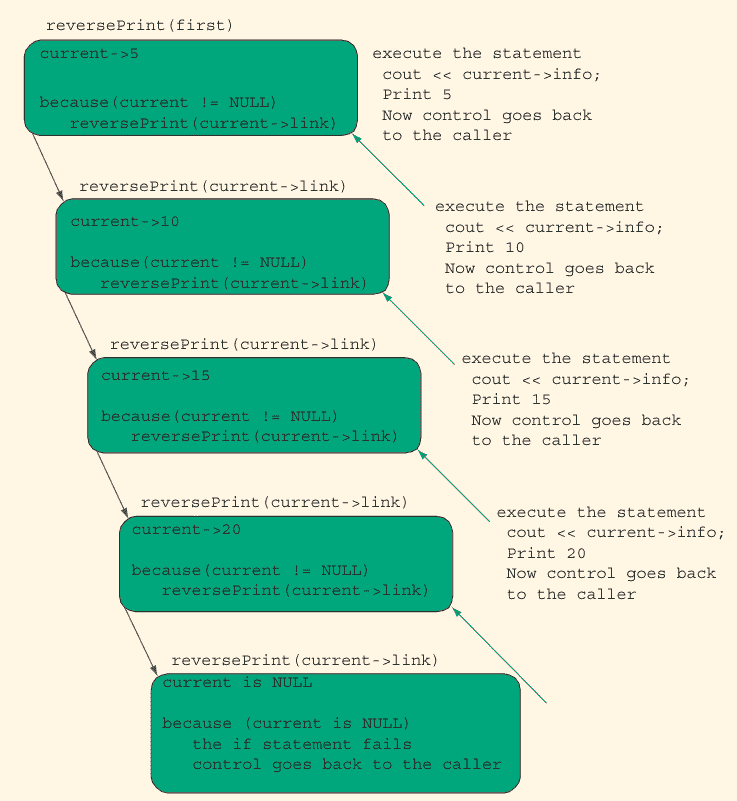 reversePrint(first)
current->5
because(current != NULL)
reversePrint(current->link)
execute the statement
cout << current->info;
Print 5
Now control goes back
to the caller
reversePrint(current->link)
current->10
because(current != NULL)
reversePrint(current->link)
execute the statement
cout << current->info;
Print 10
Now control goes back
to the caller
reversePrint(current->link)
current->15
because(current != NULL)
reversePrint(current->link)
execute the statement
cout << current->info;
Print 15
Now control goes back
to the caller
reversePrint(current->link)
current->20
because(current != NULL)
reversePrint(current->link)
execute the statement
cout << current->info;
Print 20
Now control goes back
to the caller
reversePrint(current->link)
current is NULL
because (current is NULL)
the if statement fails
control goes back to the caller